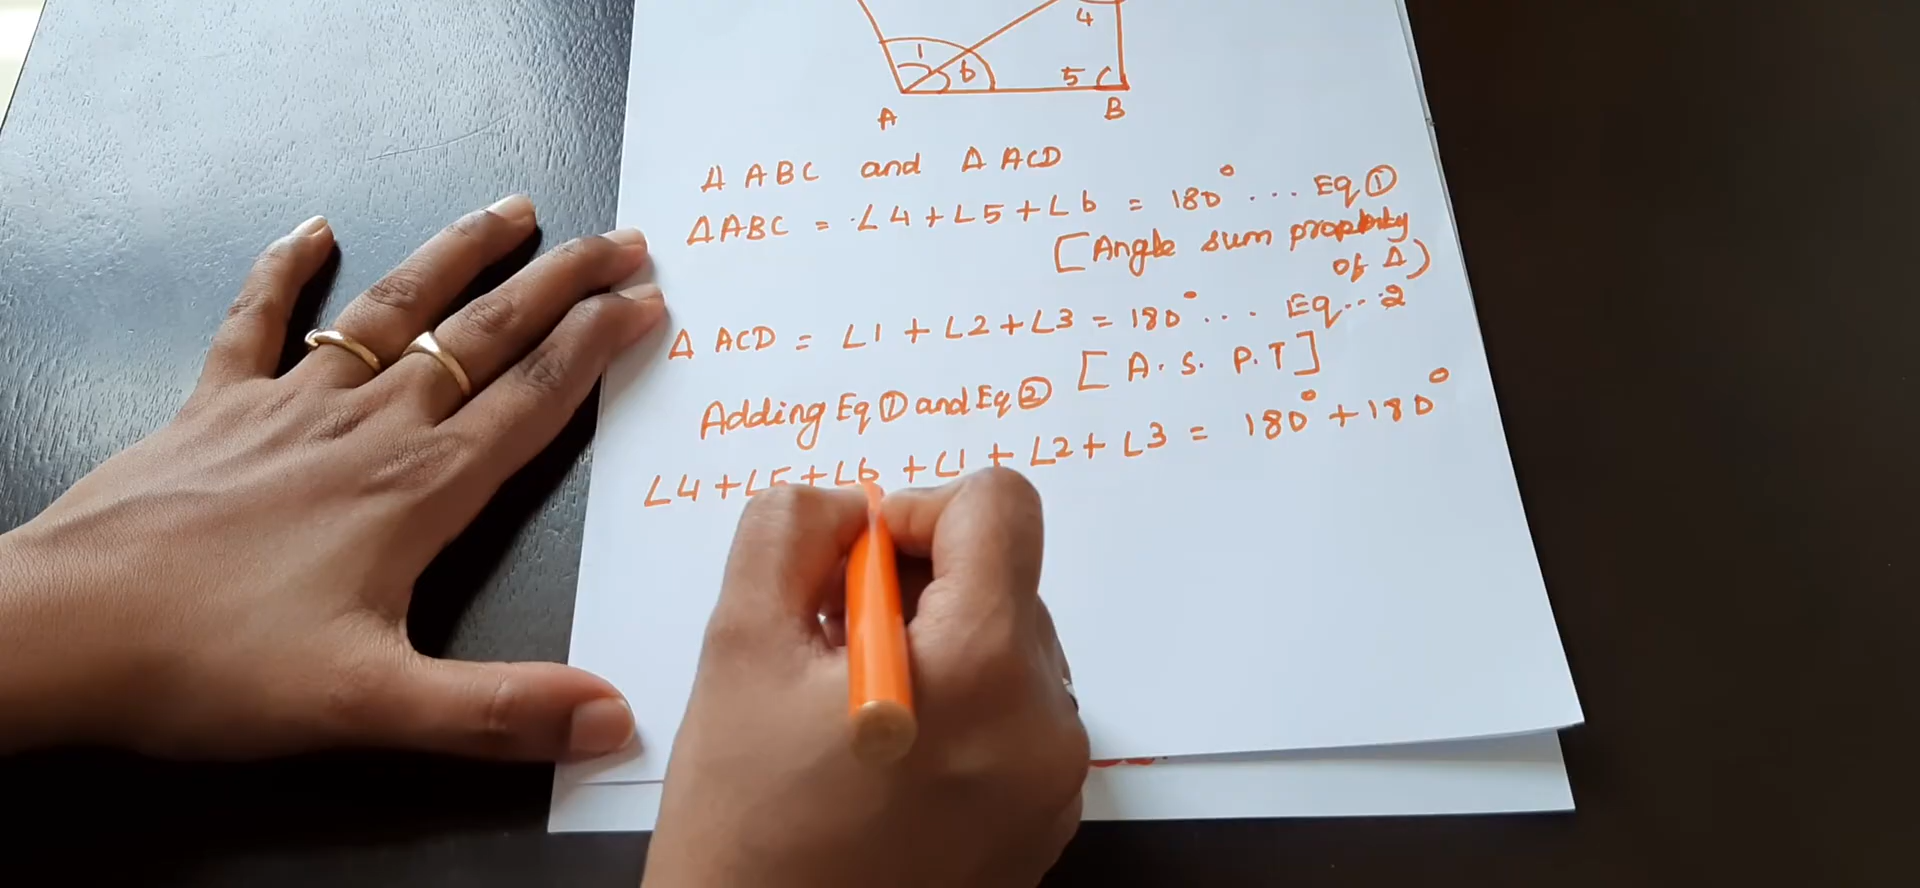 4
1
6
5
A
B
Δ ABC and Δ ACD
ΔABC = ∠4 + ∠5 + ∠6 = 180° ... Eq ①
[Angle sum property
of Δ)
Δ ACD = ∠1 + ∠2 + ∠3 = 180° ... Eq... 2
[A. S. P. T]
Adding Eq ① and Eq ②
∠4 + ∠5 + ∠6 + ∠1 + ∠2 + ∠3 = 180° + 180°